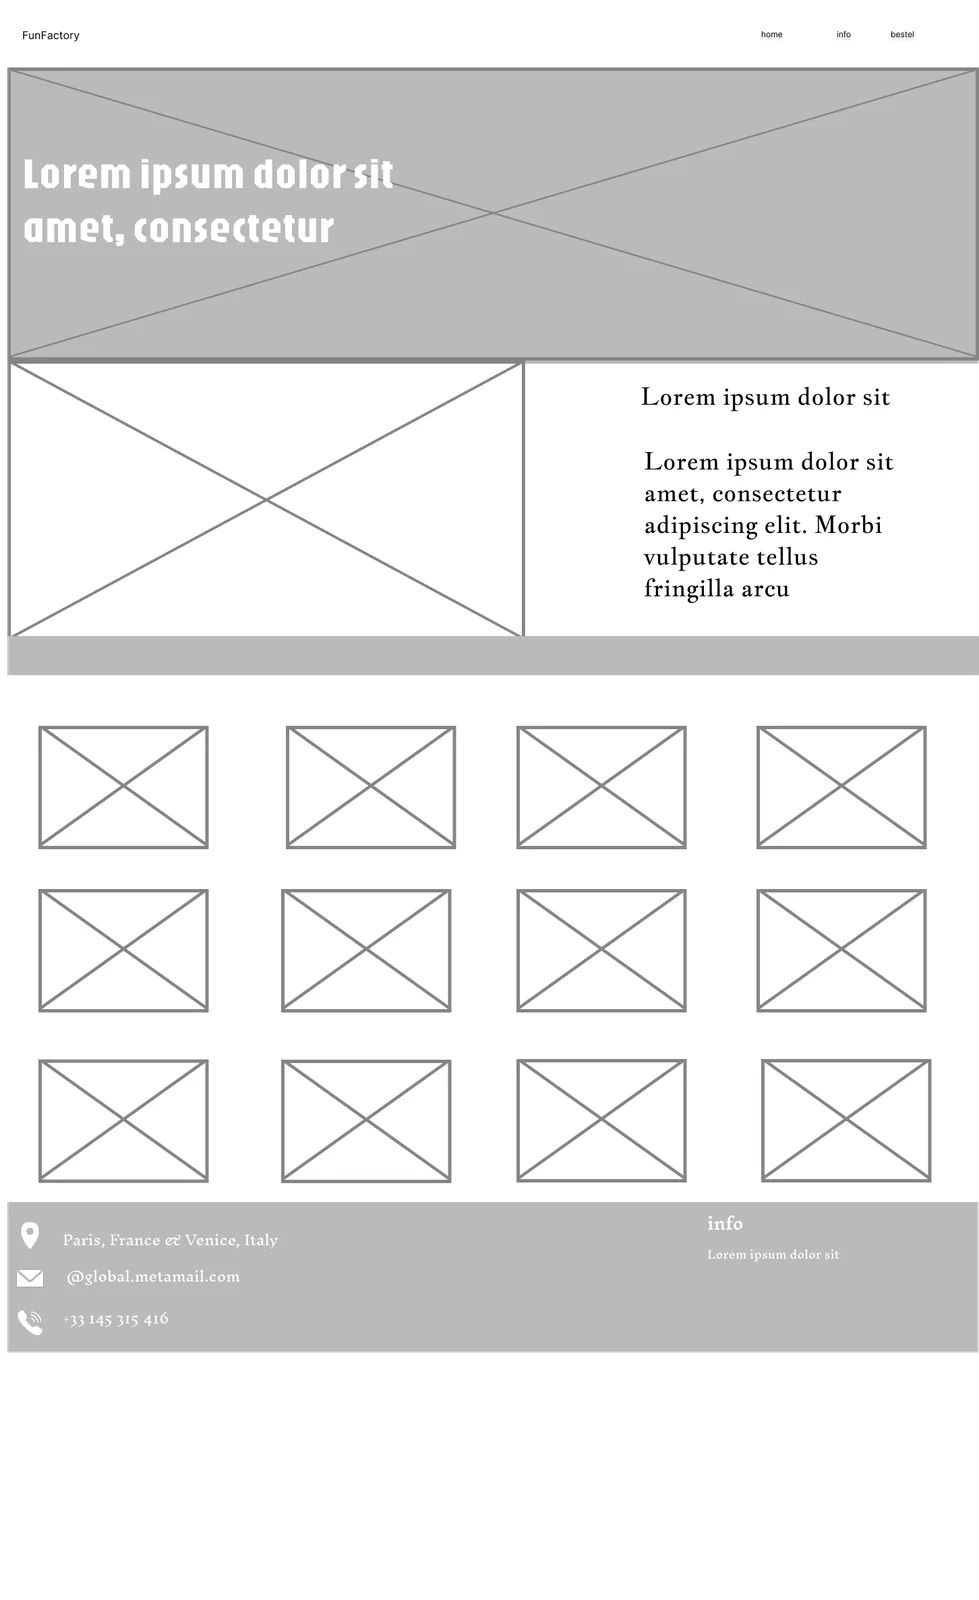 FunFactory
home info bestel
Lorem ipsum dolor sit
amet, consectetur
Lorem ipsum dolor sit
Lorem ipsum dolor sit
amet, consectetur
adipiscing elit. Morbi
vulputate tellus
fringilla arcu
Paris, France & Venice, Italy
@global.metamail.com
+33 145 315 416
info
Lorem ipsum dolor sit